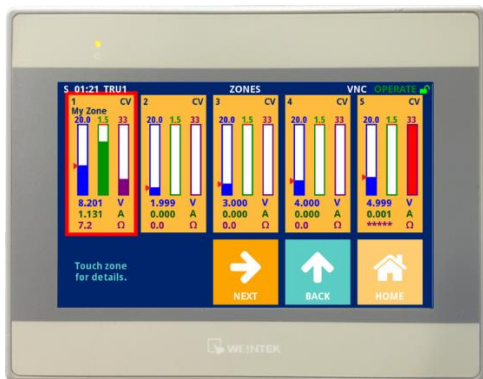 S 01:21 TRU1 ZONES VNC OPERATE
1 CV 2 CV 3 CV 4 CV 5 CV
My Zone
20.0 1.5 33 20.0 1.5 33 20.0 1.5 33 20.0 1.5 33 20.0 1.5 33
8.201 V 1.999 V 3.000 V 4.000 V 4.999 V
1.131 A 0.000 A 0.000 A 0.000 A 0.001 A
7.2 Ω 0.0 Ω 0.0 Ω 0.0 Ω ***** Ω
Touch zone
for details.
NEXT BACK HOME
WEINTEK